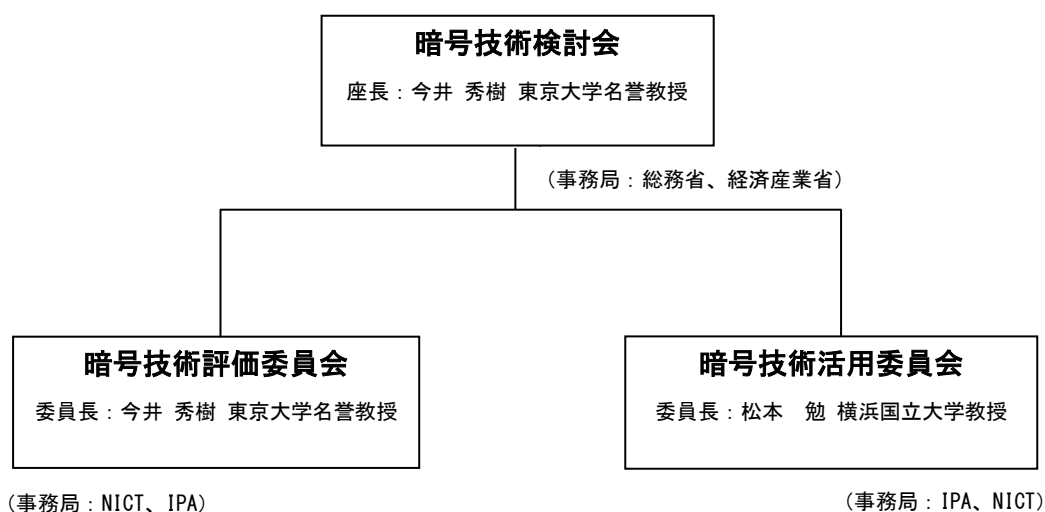 暗号技術検討会
座長：今井 秀樹 東京大学名誉教授
（事務局：総務省、経済産業省）
暗号技術評価委員会
委員長：今井 秀樹 東京大学名誉教授
（事務局：NICT、IPA）
暗号技術活用委員会
委員長：松本　勉 横浜国立大学教授
（事務局：IPA、NICT）